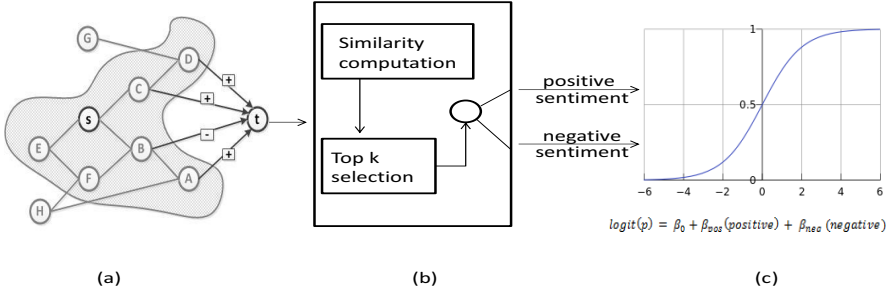 G
D
+
C
+
s
t
-
E
B
+
F
A
H
(a)
Similarity
computation
Top k
selection
(b)
positive
sentiment
negative
sentiment
1
0.5
0
-6 -4 -2 0 2 4 6
logit(p) = β0 + βpos(positive) + βneg (negative)
(c)